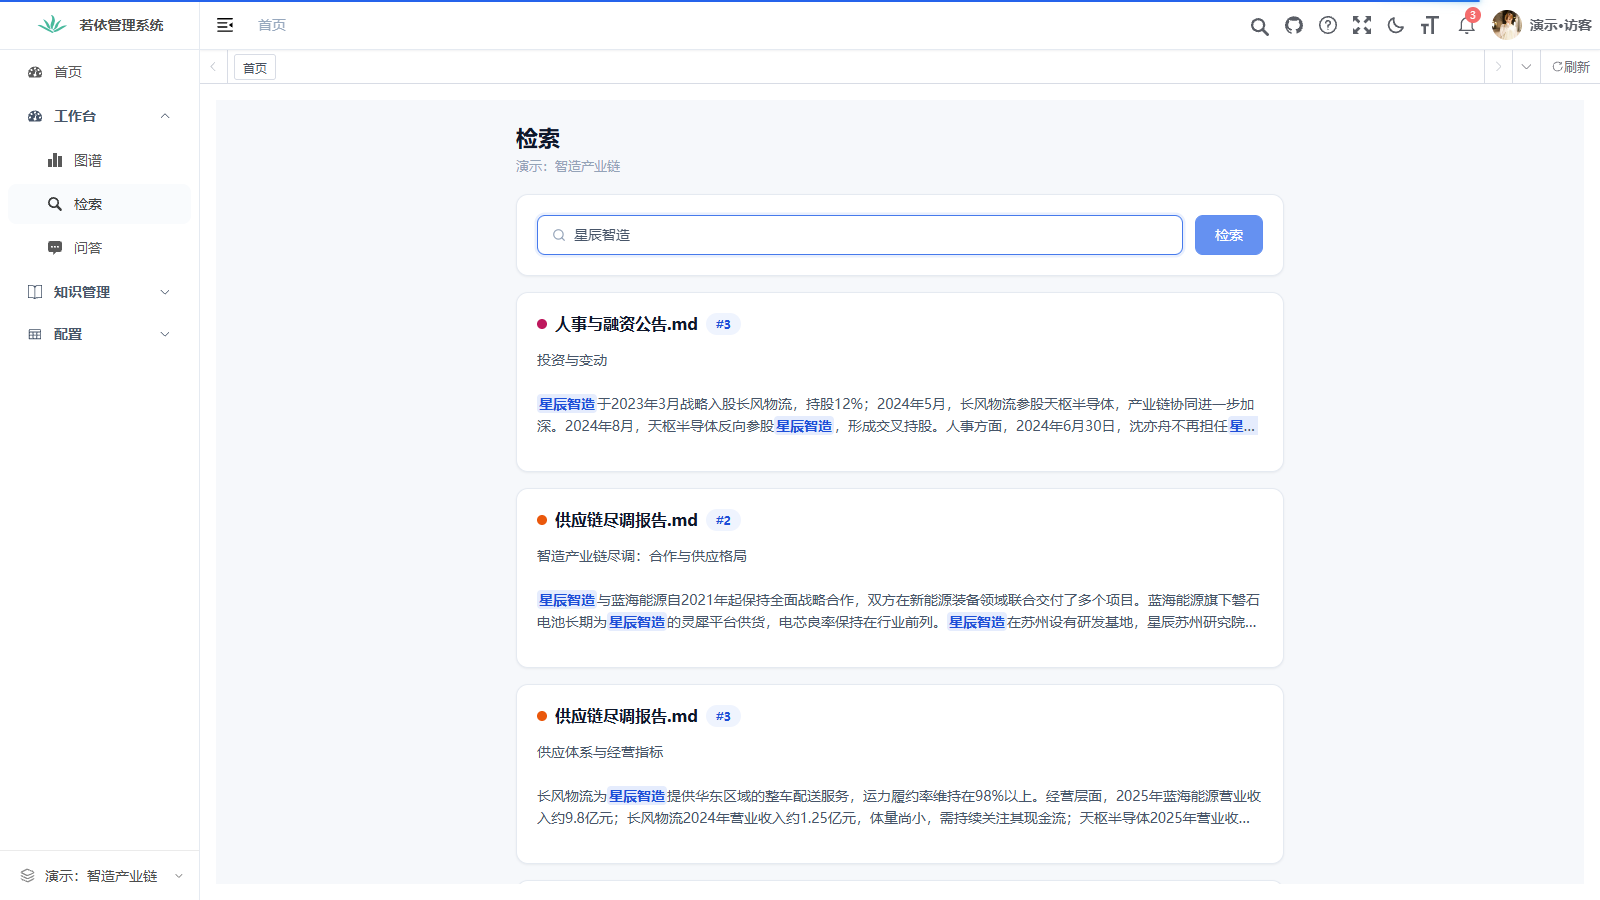 若依管理系统
首页
3
演示•访客
首页
刷新
首页
工作台
图谱
检索
问答
知识管理
配置
检索
演示：智造产业链
星辰智造
检索
人事与融资公告.md #3
投资与变动
星辰智造于2023年3月战略入股长风物流，持股12%；2024年5月，长风物流参股天枢半导体，产业链协同进一步加
深。2024年8月，天枢半导体反向参股星辰智造，形成交叉持股。人事方面，2024年6月30日，沈亦舟不再担任星...
供应链尽调报告.md #2
智造产业链尽调：合作与供应格局
星辰智造与蓝海能源自2021年起保持全面战略合作，双方在新能源装备领域联合交付了多个项目。蓝海能源旗下磐石
电池长期为星辰智造的灵犀平台供货，电芯良率保持在行业前列。星辰智造在苏州设有研发基地，星辰苏州研究院...
供应链尽调报告.md #3
供应体系与经营指标
长风物流为星辰智造提供华东区域的整车配送服务，运力履约率维持在98%以上。经营层面，2025年蓝海能源营业收
入约9.8亿元；长风物流2024年营业收入约1.25亿元，体量尚小，需持续关注其现金流；天枢半导体2025年营业收...
演示：智造产业链